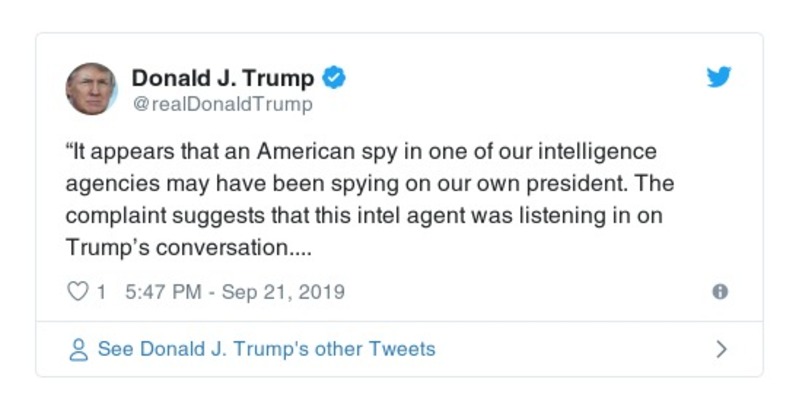 Donald J. Trump
@realDonaldTrump
“It appears that an American spy in one of our intelligence
agencies may have been spying on our own president. The
complaint suggests that this intel agent was listening in on
Trump’s conversation....
1 5:47 PM - Sep 21, 2019
See Donald J. Trump's other Tweets